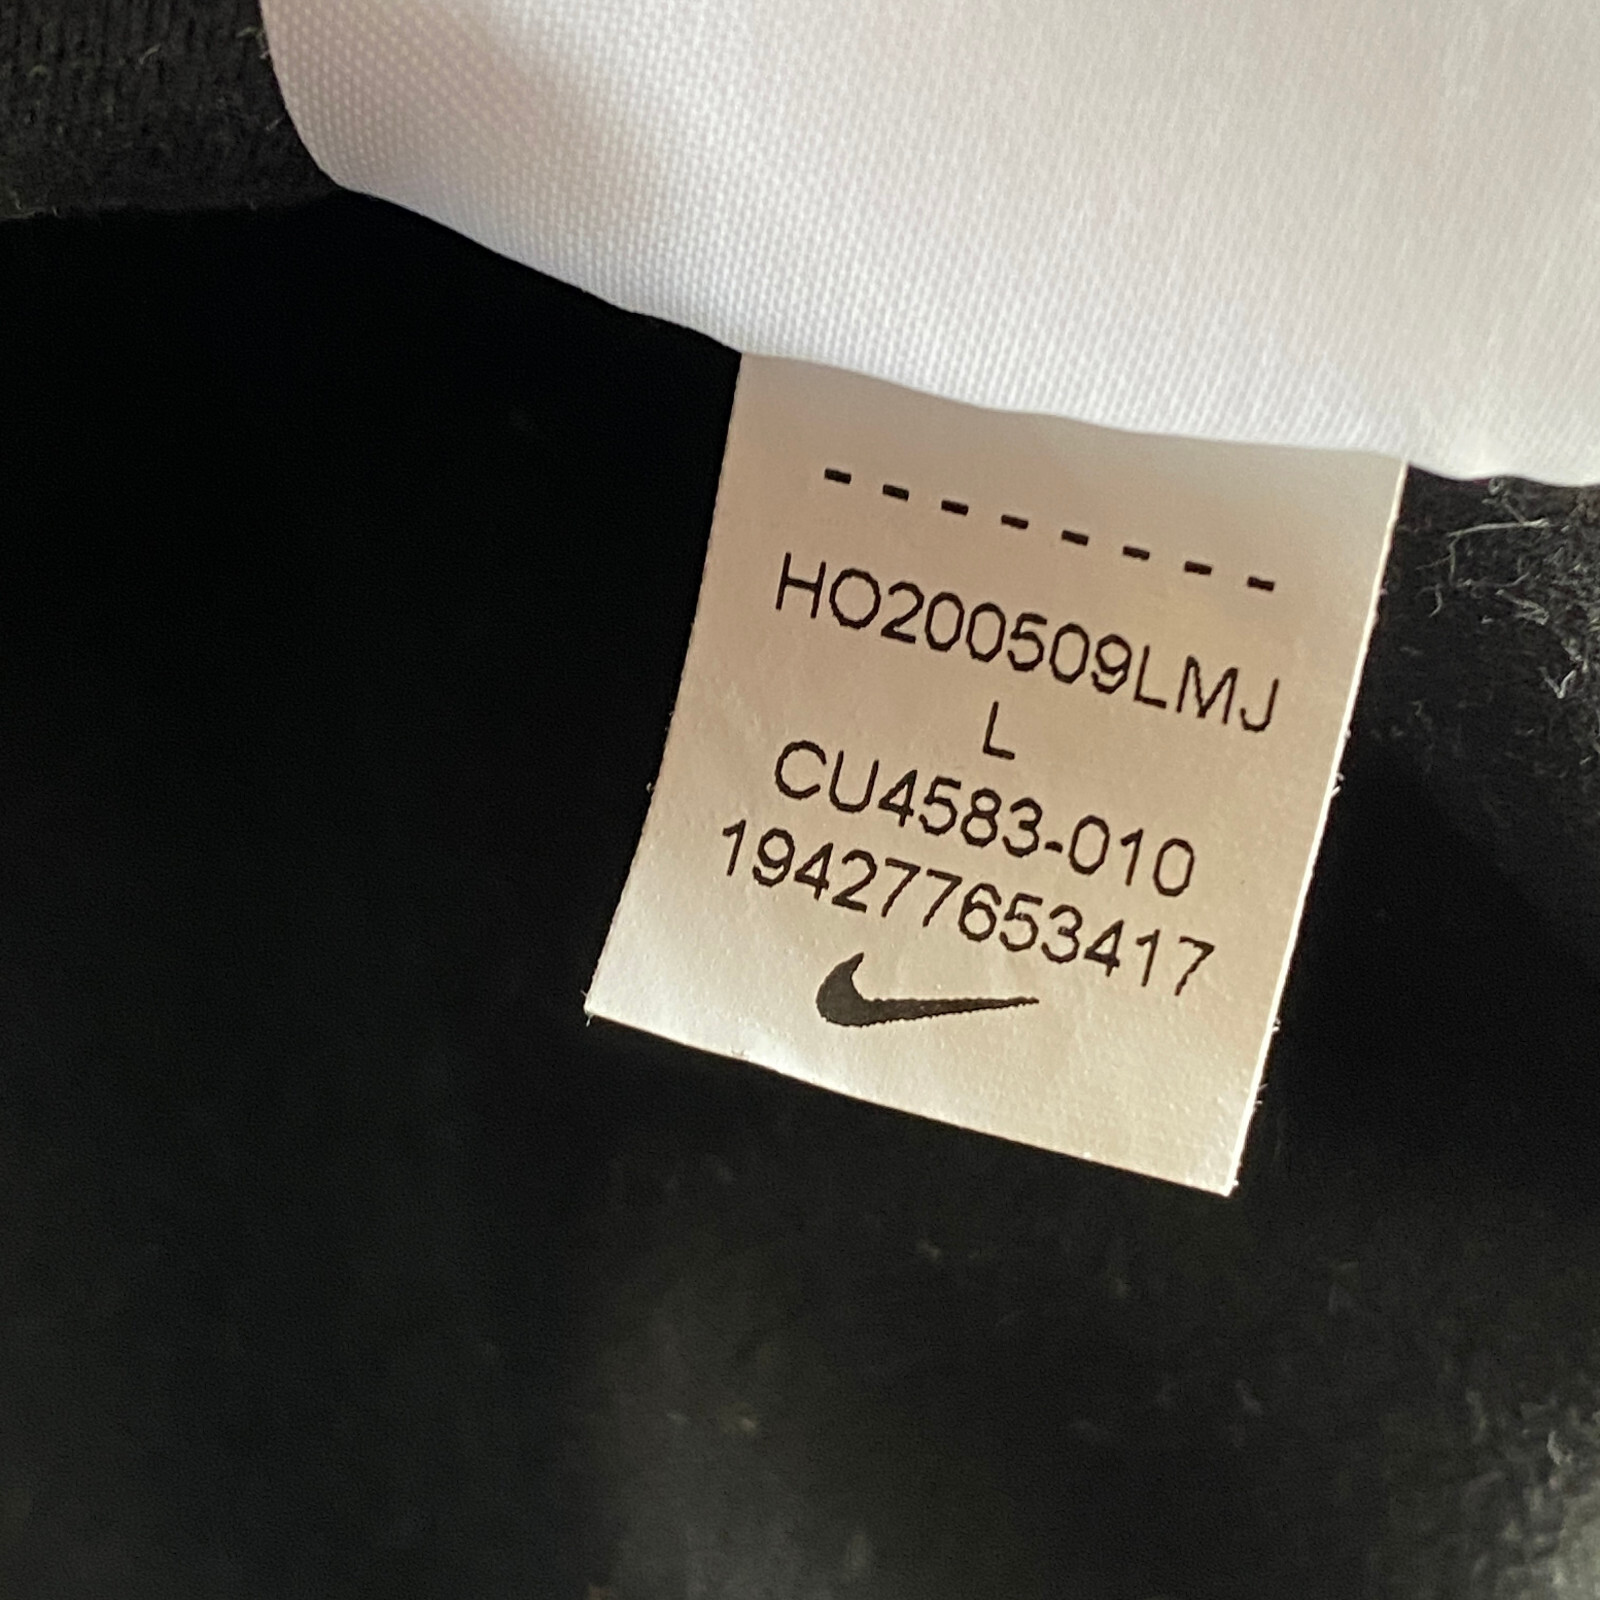 --------
HO200509LMJ
L
CU4583-010
194277653417